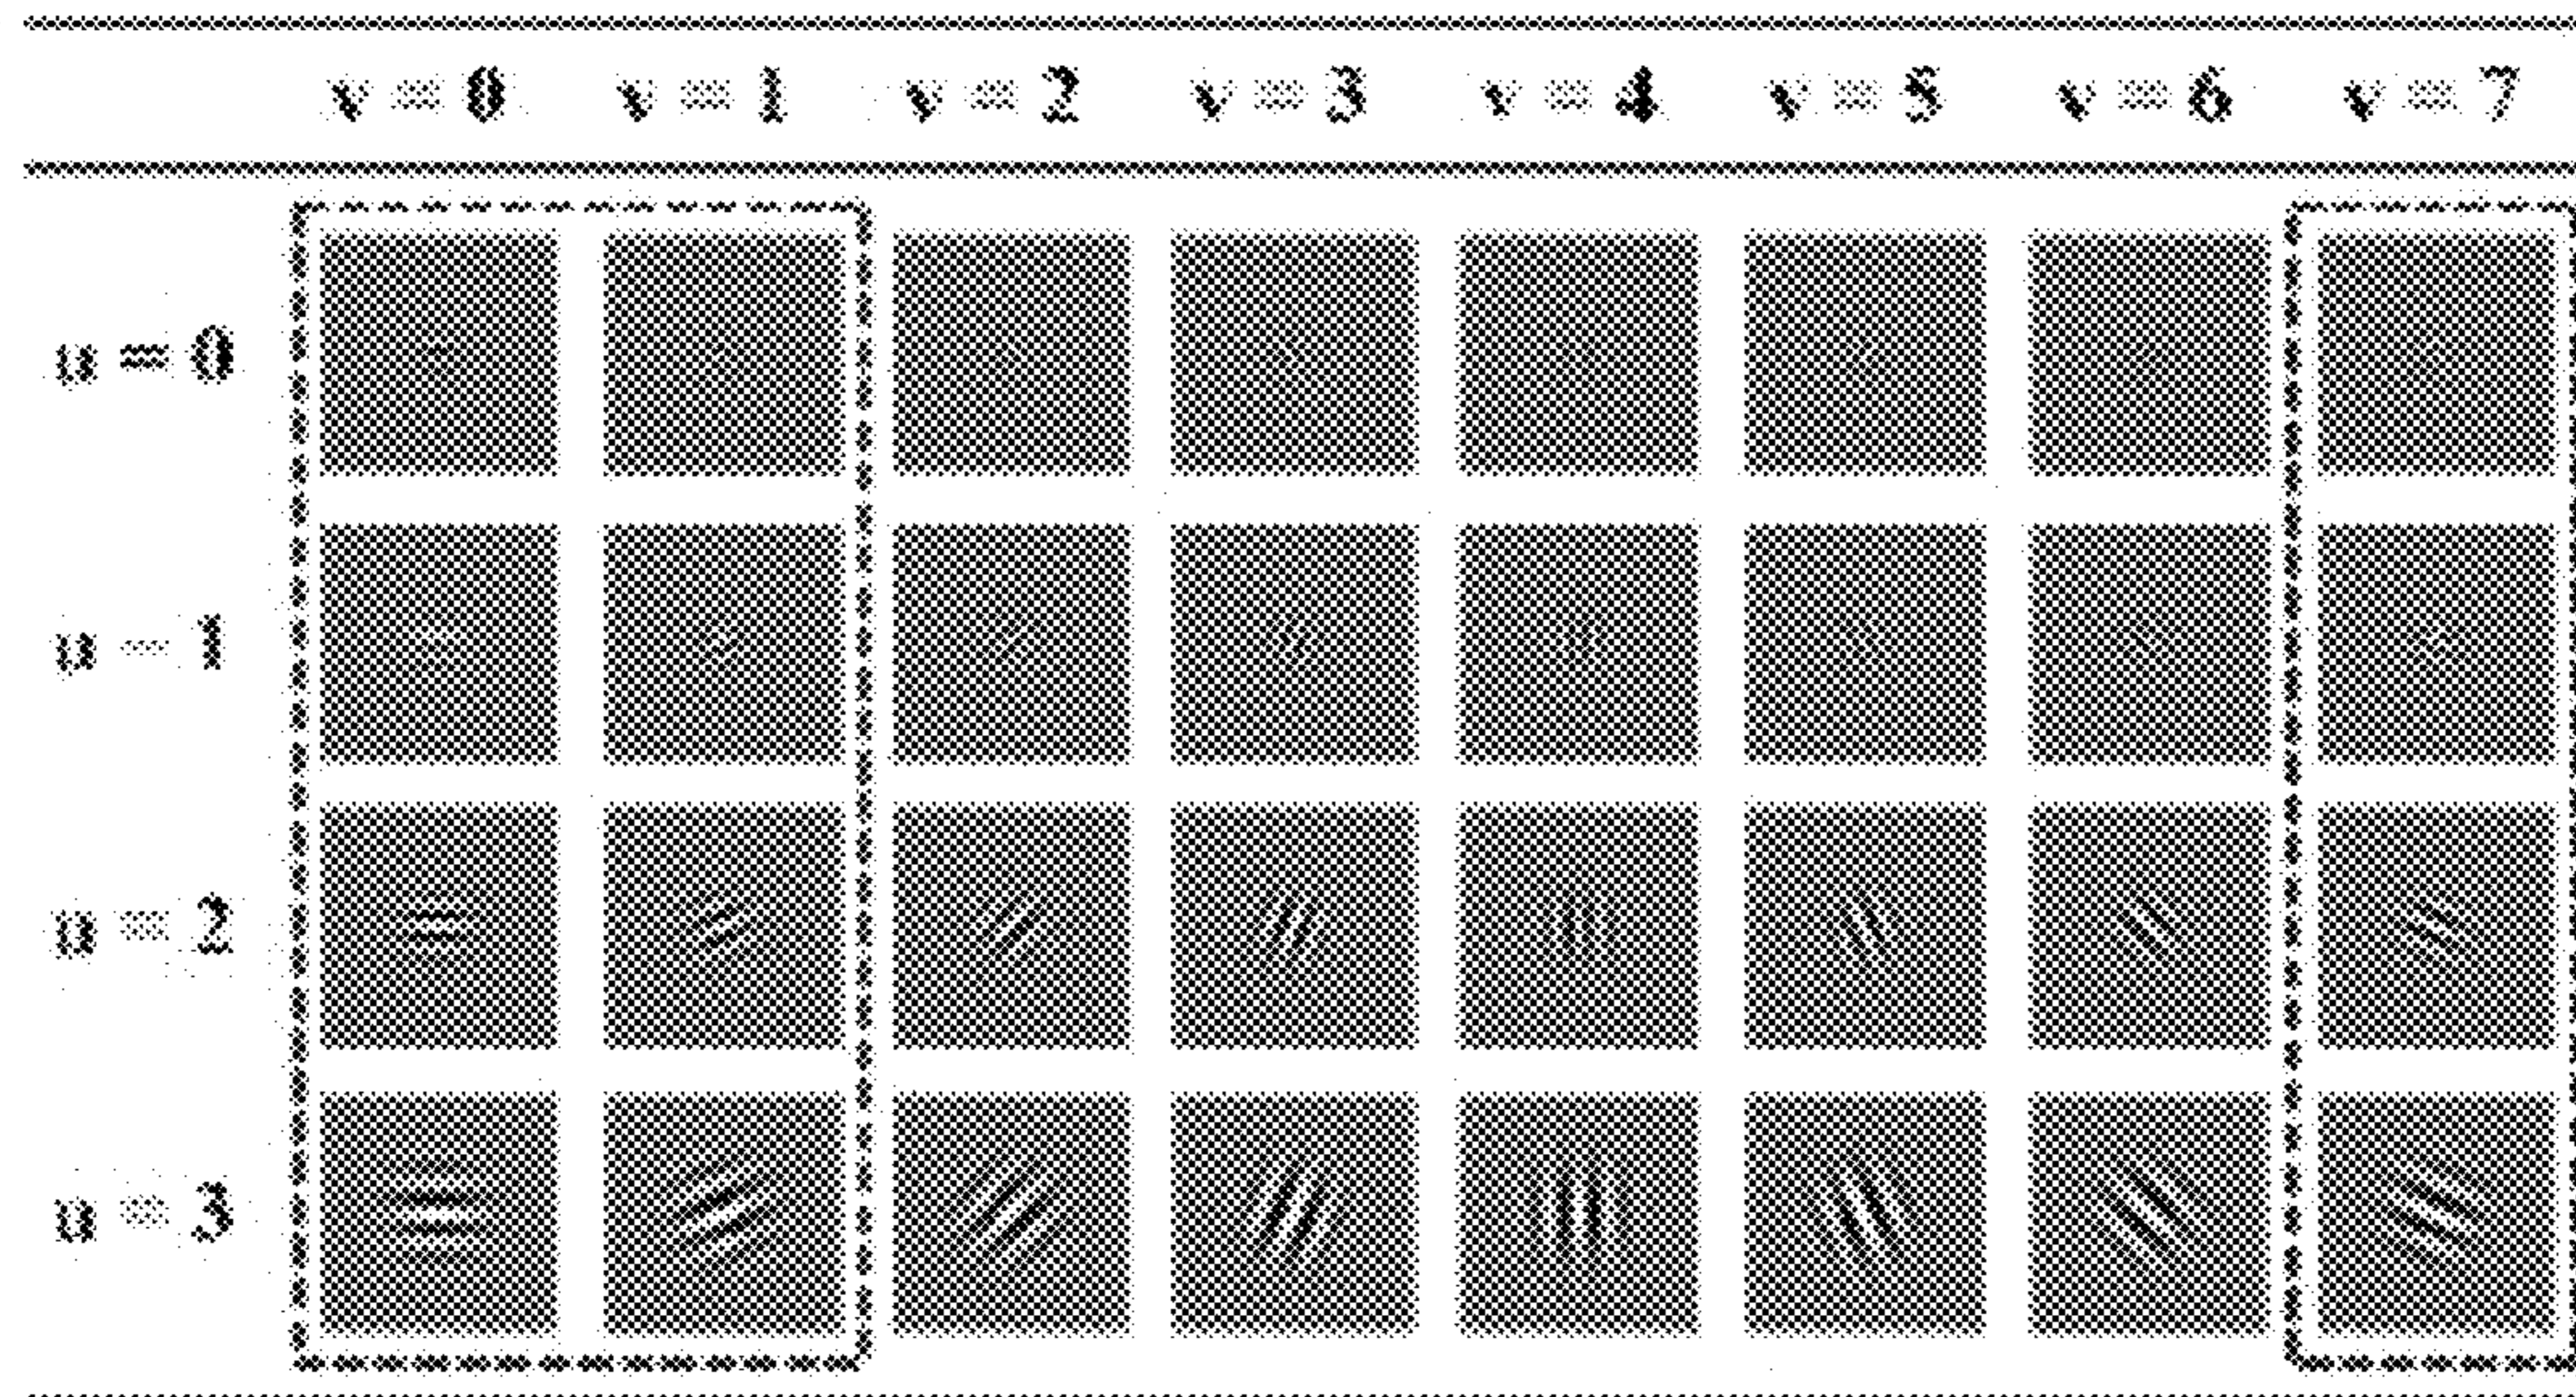 v = 0 v = 1 v = 2 v = 3 v = 4 v = 5 v = 6 v = 7
u = 0
u = 1
u = 2
u = 3